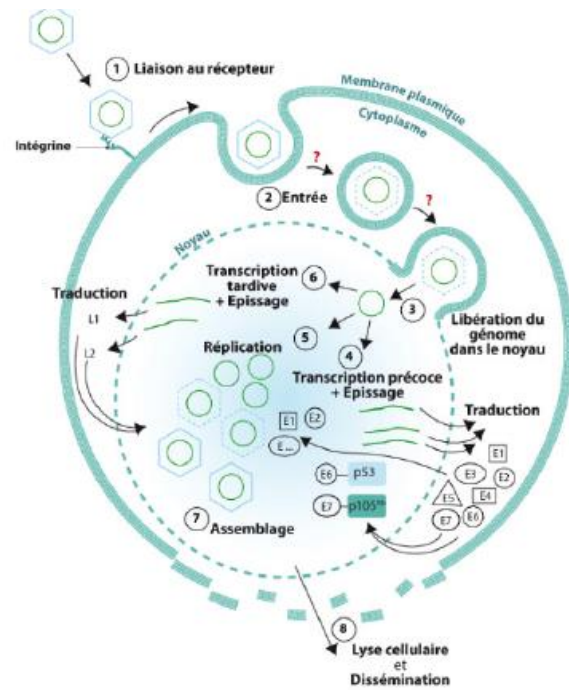 1 Liaison au récepteur
Membrane plasmique
Cytoplasme
Intégrine
?
2 Entrée
?
Noyau
Transcription
tardive
+ Epissage
6
3
Libération du
génome
dans le noyau
Traduction
L1
L2
5
Réplication
4
Transcription précoce
+ Epissage
Traduction
E1
E2
E...
E1
E3
E2
E5
E4
E7
E6
E6
p53
E7
p105ᴿᵇ
7
Assemblage
8
Lyse cellulaire
et
Dissémination